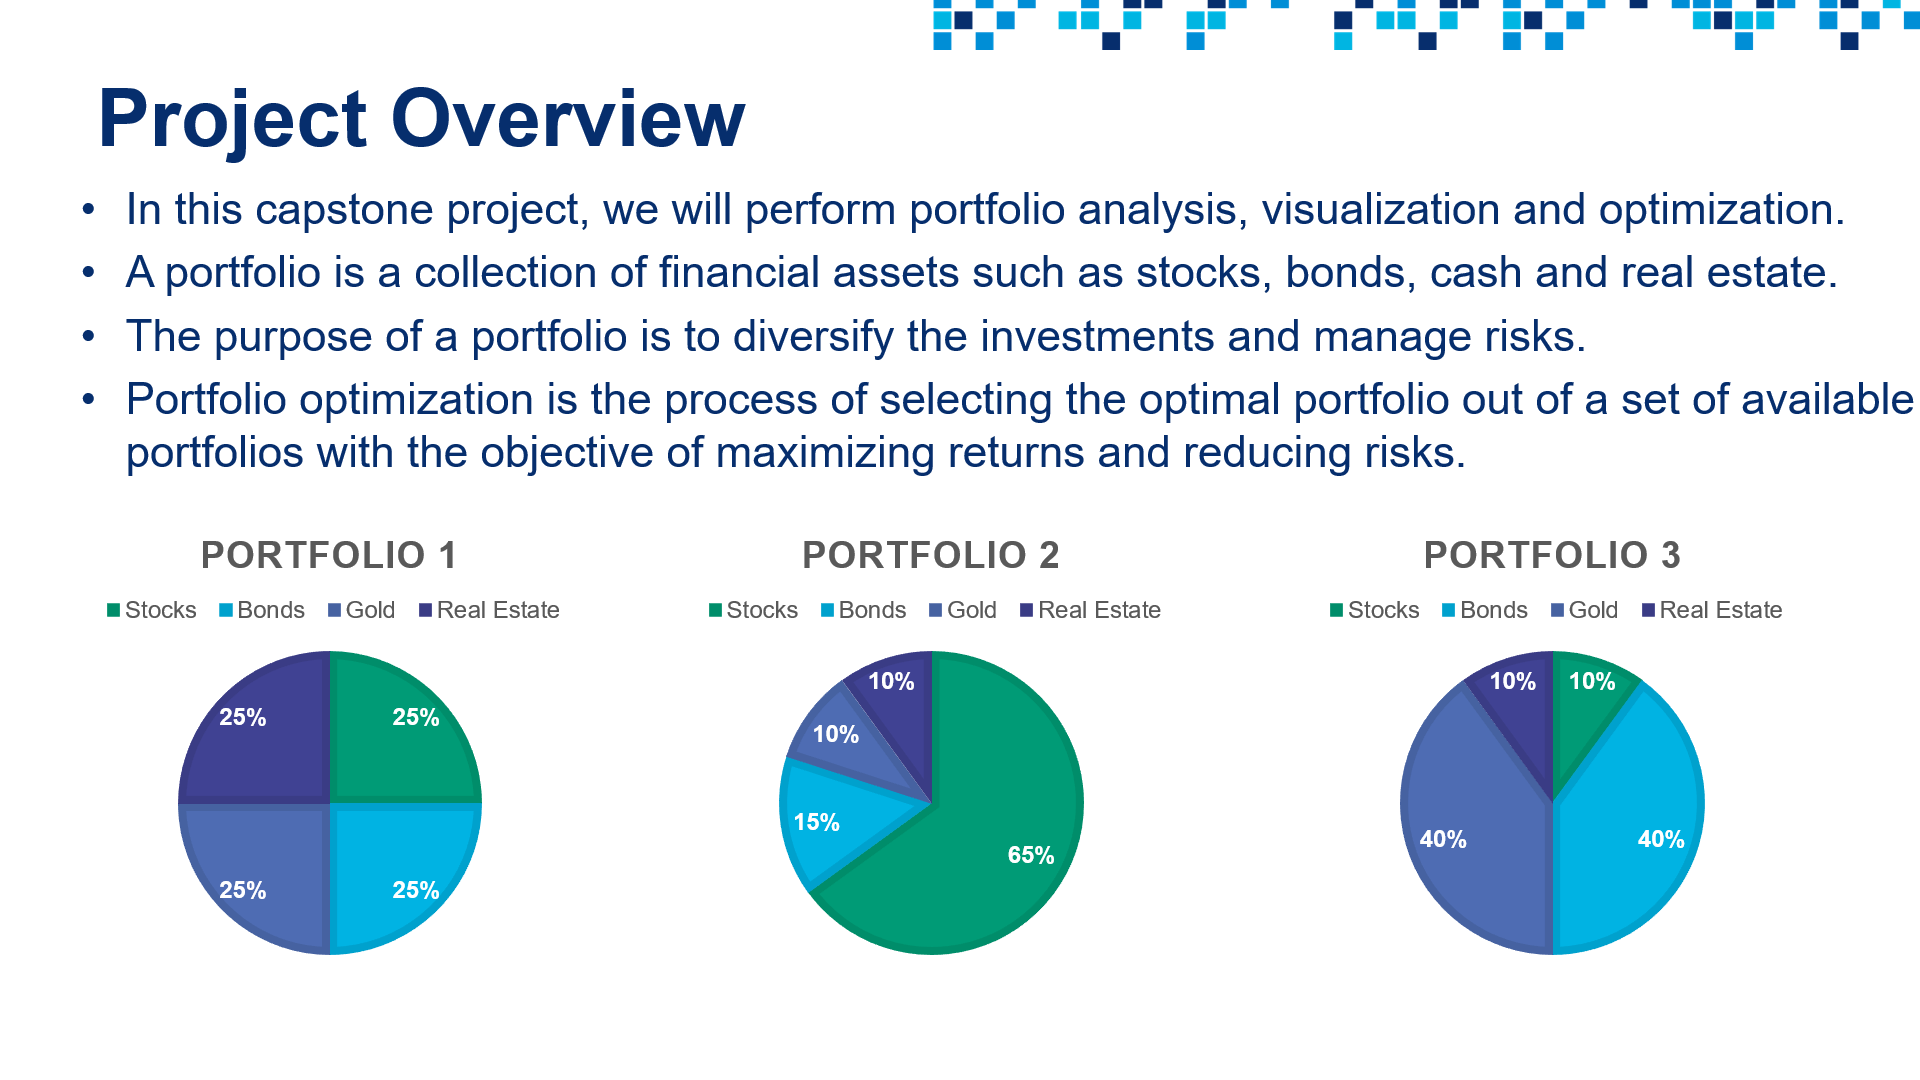 Project Overview
• In this capstone project, we will perform portfolio analysis, visualization and optimization.
• A portfolio is a collection of financial assets such as stocks, bonds, cash and real estate.
• The purpose of a portfolio is to diversify the investments and manage risks.
• Portfolio optimization is the process of selecting the optimal portfolio out of a set of available
portfolios with the objective of maximizing returns and reducing risks.
PORTFOLIO 1
Stocks Bonds Gold Real Estate
25% 25%
25% 25%
PORTFOLIO 2
Stocks Bonds Gold Real Estate
10%
10%
15%
65%
PORTFOLIO 3
Stocks Bonds Gold Real Estate
10% 10%
40% 40%